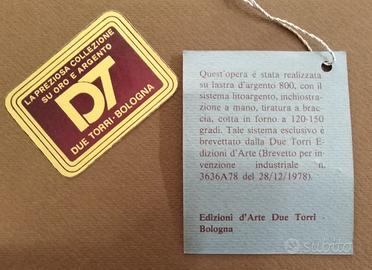 LA PREZIOSA COLLEZIONE
SU ORO E ARGENTO
DT
DUE TORRI-BOLOGNA
Quest'opera è stata realizzata
su lastra d'argento 800, con il
sistema litoargento, inchiostra-
zione a mano, tiratura a brac-
cia, cotta in forno a 120-150
gradi. Tale sistema esclusivo è
brevettato dalla Due Torri E-
dizioni d'Arte (Brevetto per in-
venzione industriale n.
3636A78 del 28/12/1978).
Edizioni d'Arte Due Torri -
Bologna
subito